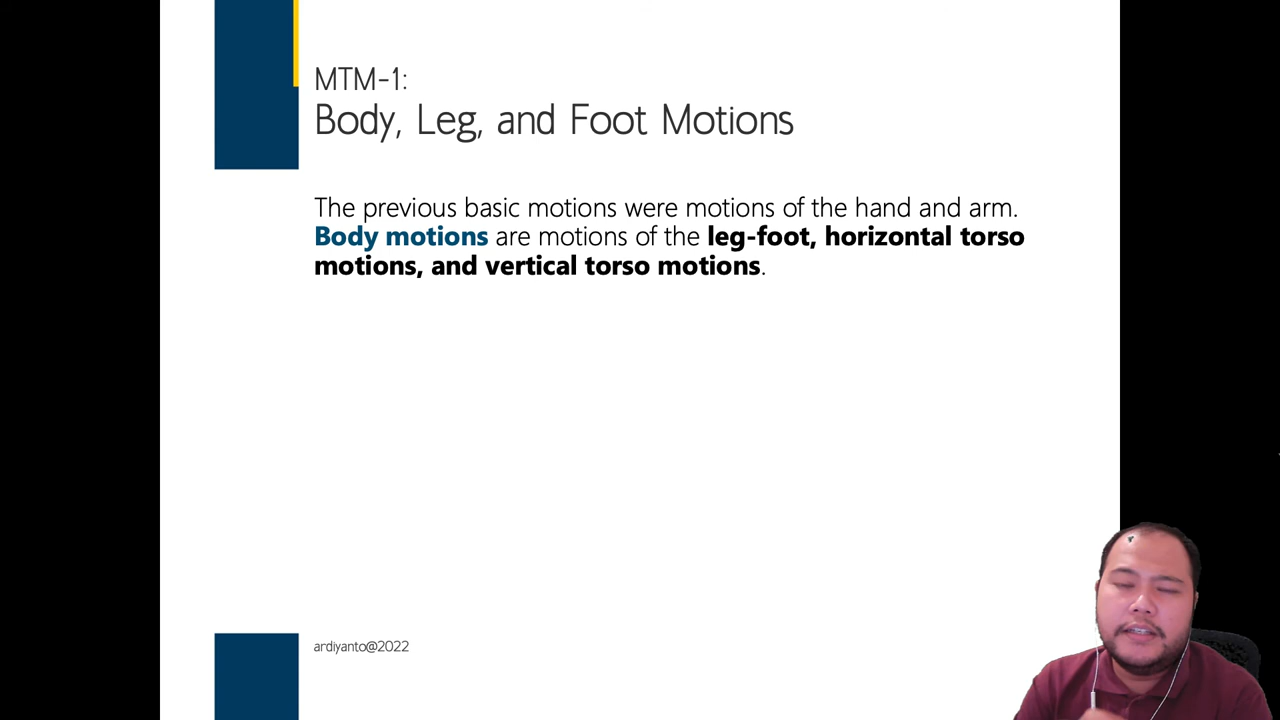 MTM-1:
Body, Leg, and Foot Motions
The previous basic motions were motions of the hand and arm.
Body motions are motions of the leg-foot, horizontal torso
motions, and vertical torso motions.
ardiyanto@2022